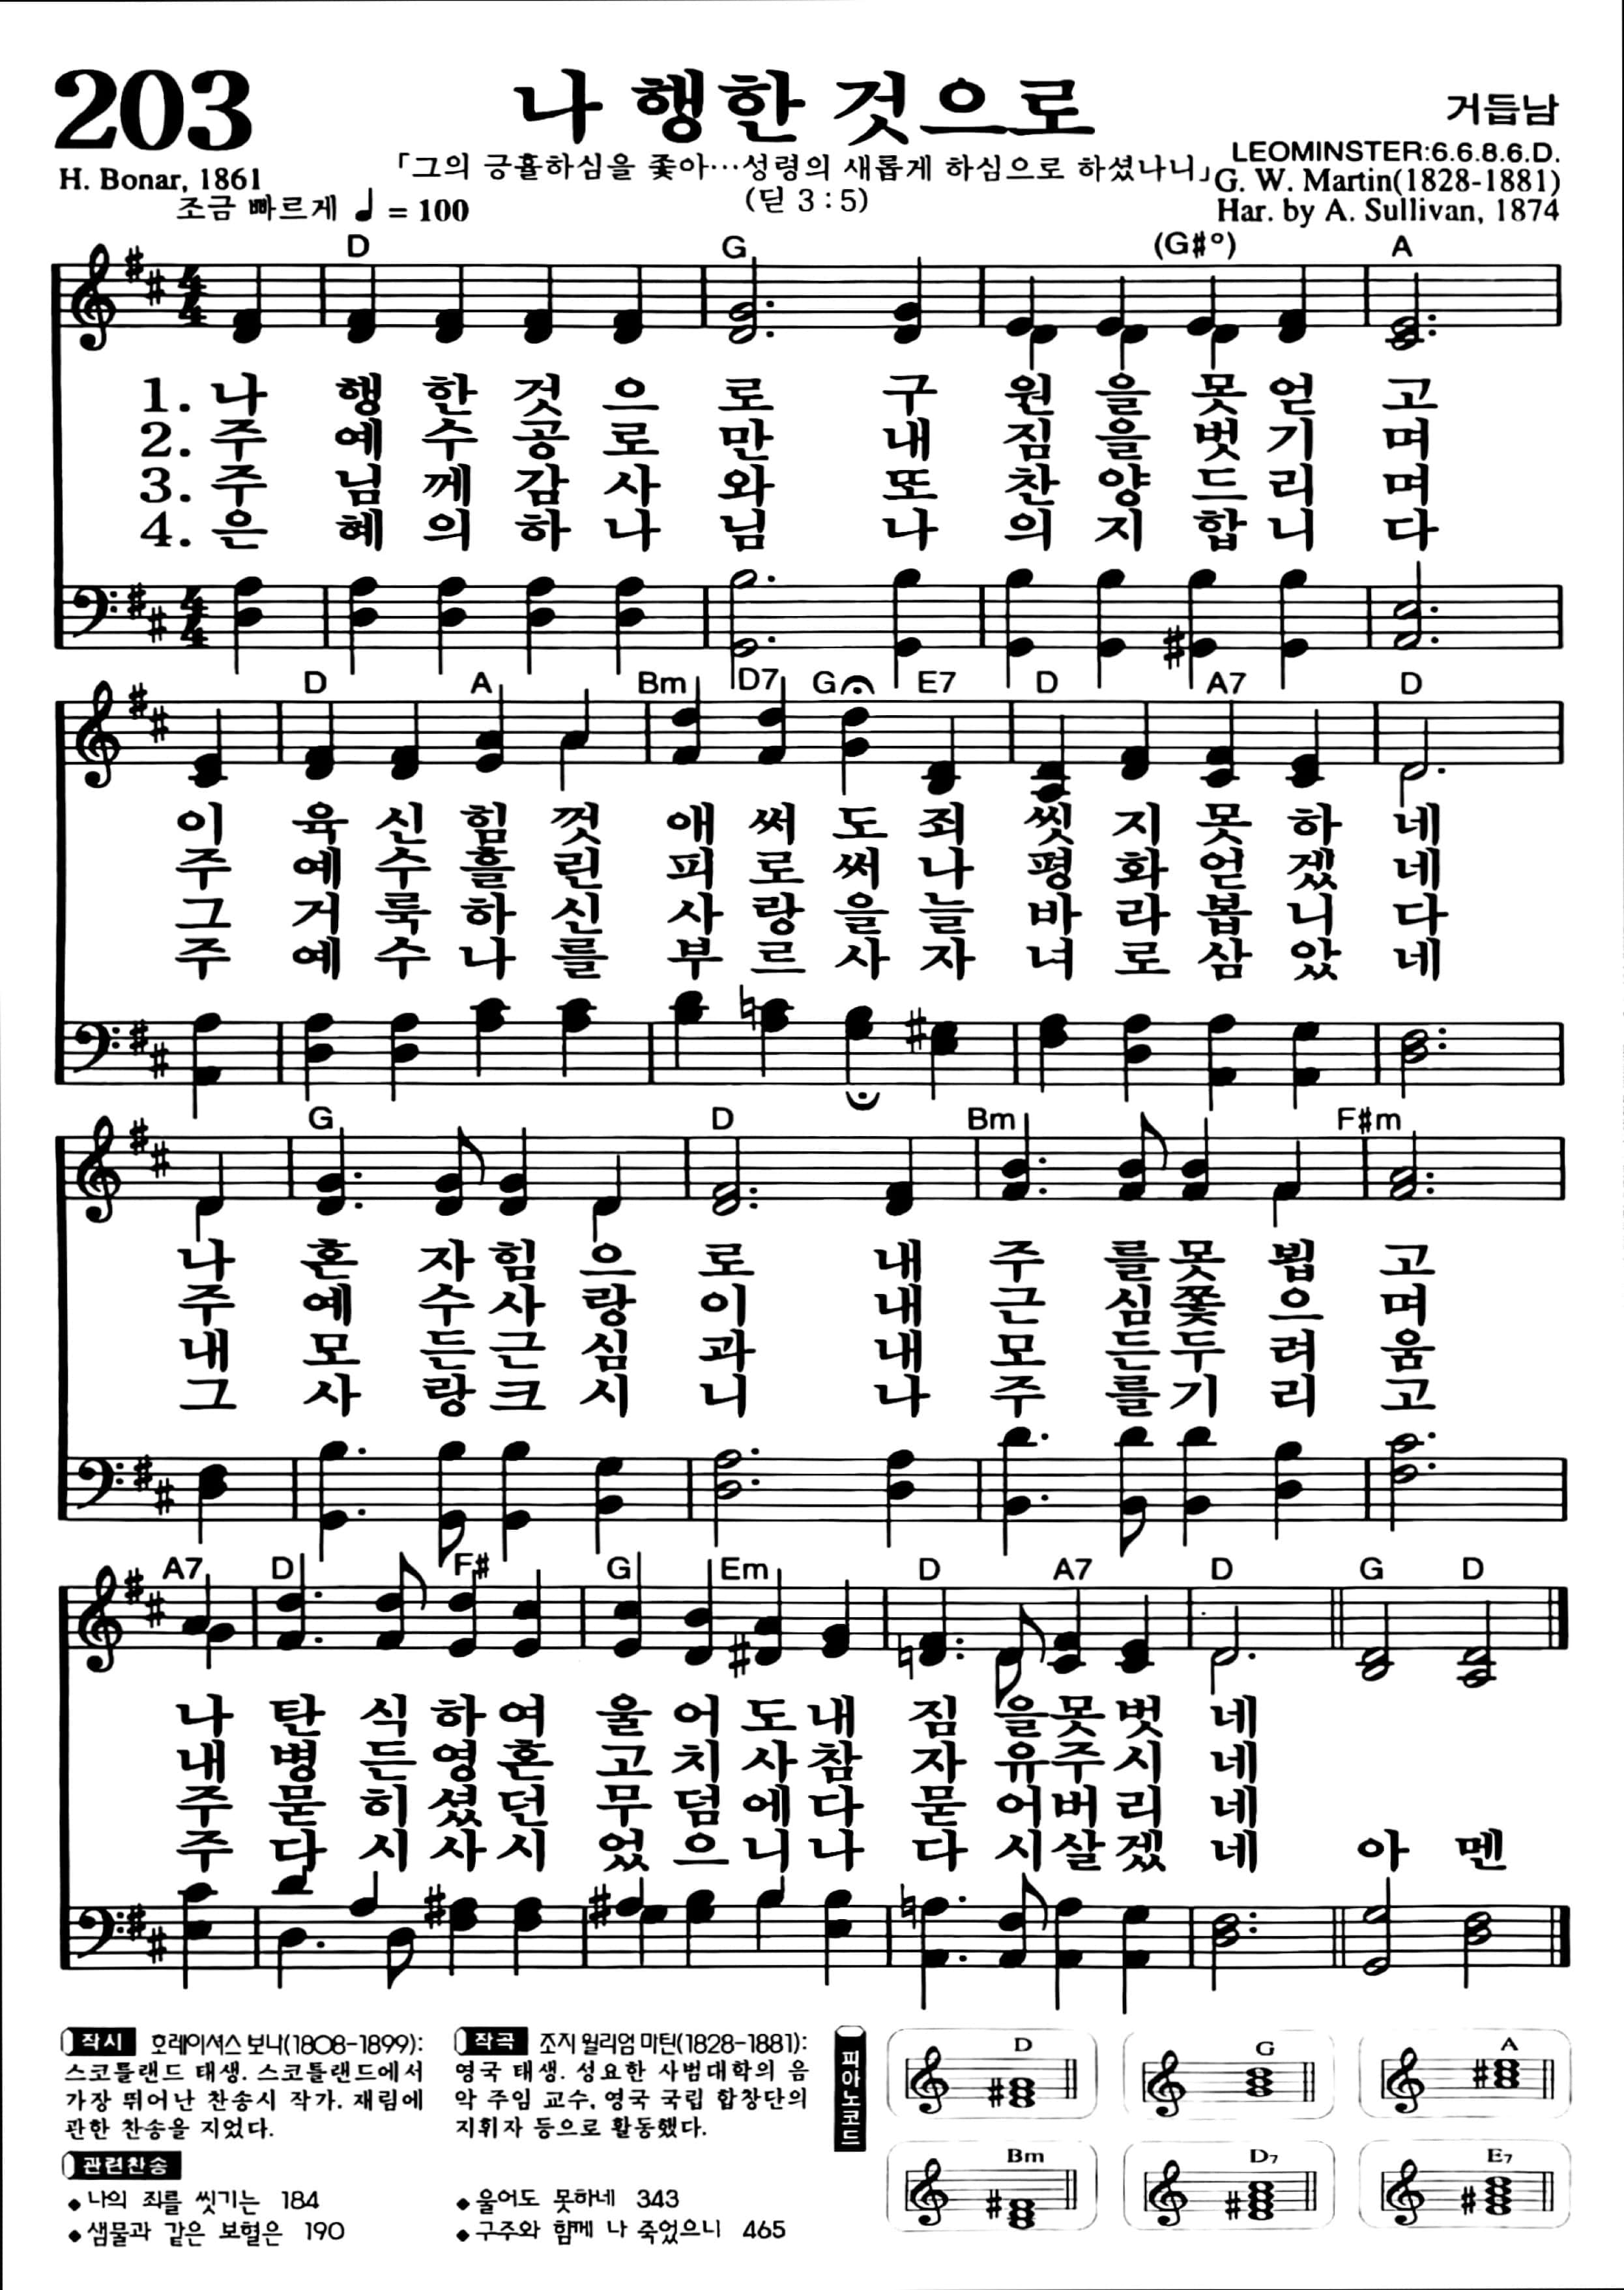 203
나 행한 것으로
거듭남
H. Bonar, 1861
「그의 긍휼하심을 좇아…성령의 새롭게 하심으로 하셨나니」
(딛 3 : 5)
LEOMINSTER:6.6.8.6.D.
G. W. Martin(1828-1881)
Har. by A. Sullivan, 1874
조금 빠르게 ♩ = 100
D G (G#°) A
1. 나 행 한 것 으 로 구 원 을 못 얻 고
2. 주 예 수 공 로 만 내 짐 을 벗 기 며
3. 주 님 께 감 사 와 또 찬 양 드 리 며
4. 은 혜 의 하 나 님 나 의 지 합 니 다
D A Bm D7 G E7 D A7 D
이 육 신 힘 껏 애 써 도 죄 씻 지 못 하 네
주 예 수 흘 린 피 로 써 나 평 화 얻 겠 네
그 거 룩 하 신 사 랑 을 늘 바 라 봅 니 다
주 예 수 나 를 부 르 사 자 녀 로 삼 았 네
G D Bm F#m
나 혼 자 힘 으 로 내 주 를 못 뵙 고
주 예 수 사 랑 이 내 근 심 쫓 으 며
내 모 든 근 심 과 내 모 든 두 려 움
그 사 랑 크 시 니 나 주 를 기 리 고
A7 D F# G Em D A7 D G D
나 탄 식 하 여 울 어 도 내 짐 을 못 벗 네
내 병 든 영 혼 고 치 사 참 자 유 주 시 네
주 묻 히 셨 던 무 덤 에 다 묻 어 버 리 네
주 다 시 사 시 었 으 니 나 다 시 살 겠 네 아 멘
작시 호레이셔스 보나(1808-1899):
스코틀랜드 태생. 스코틀랜드에서
가장 뛰어난 찬송시 작가. 재림에
관한 찬송을 지었다.
작곡 조지 윌리엄 마틴(1828-1881):
영국 태생. 성요한 사범대학의 음
악 주임 교수, 영국 국립 합창단의
지휘자 등으로 활동했다.
관련찬송
◆ 나의 죄를 씻기는 184
◆ 샘물과 같은 보혈은 190
◆ 울어도 못하네 343
◆ 구주와 함께 나 죽었으니 465
피아노코드
D G A
Bm D7 E7